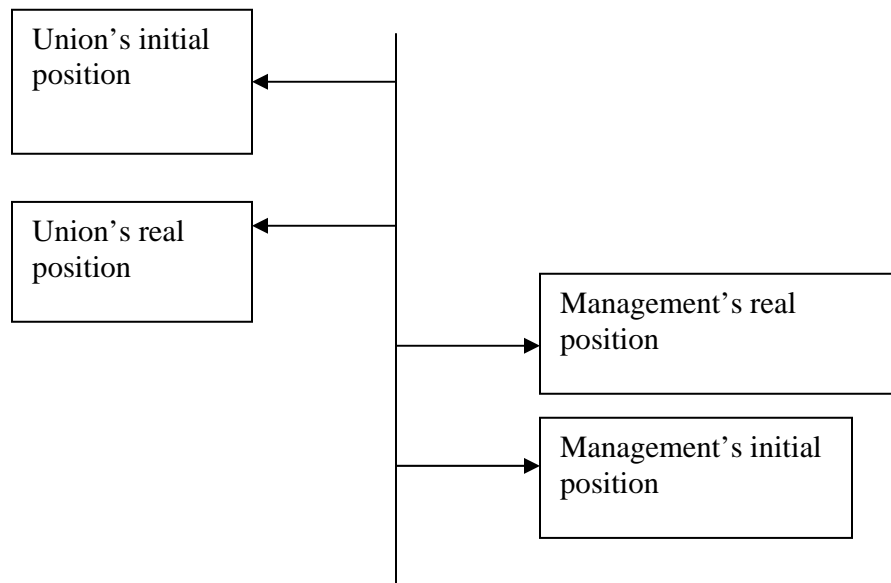 Union’s initial
position
Union’s real
position
Management’s real
position
Management’s initial
position